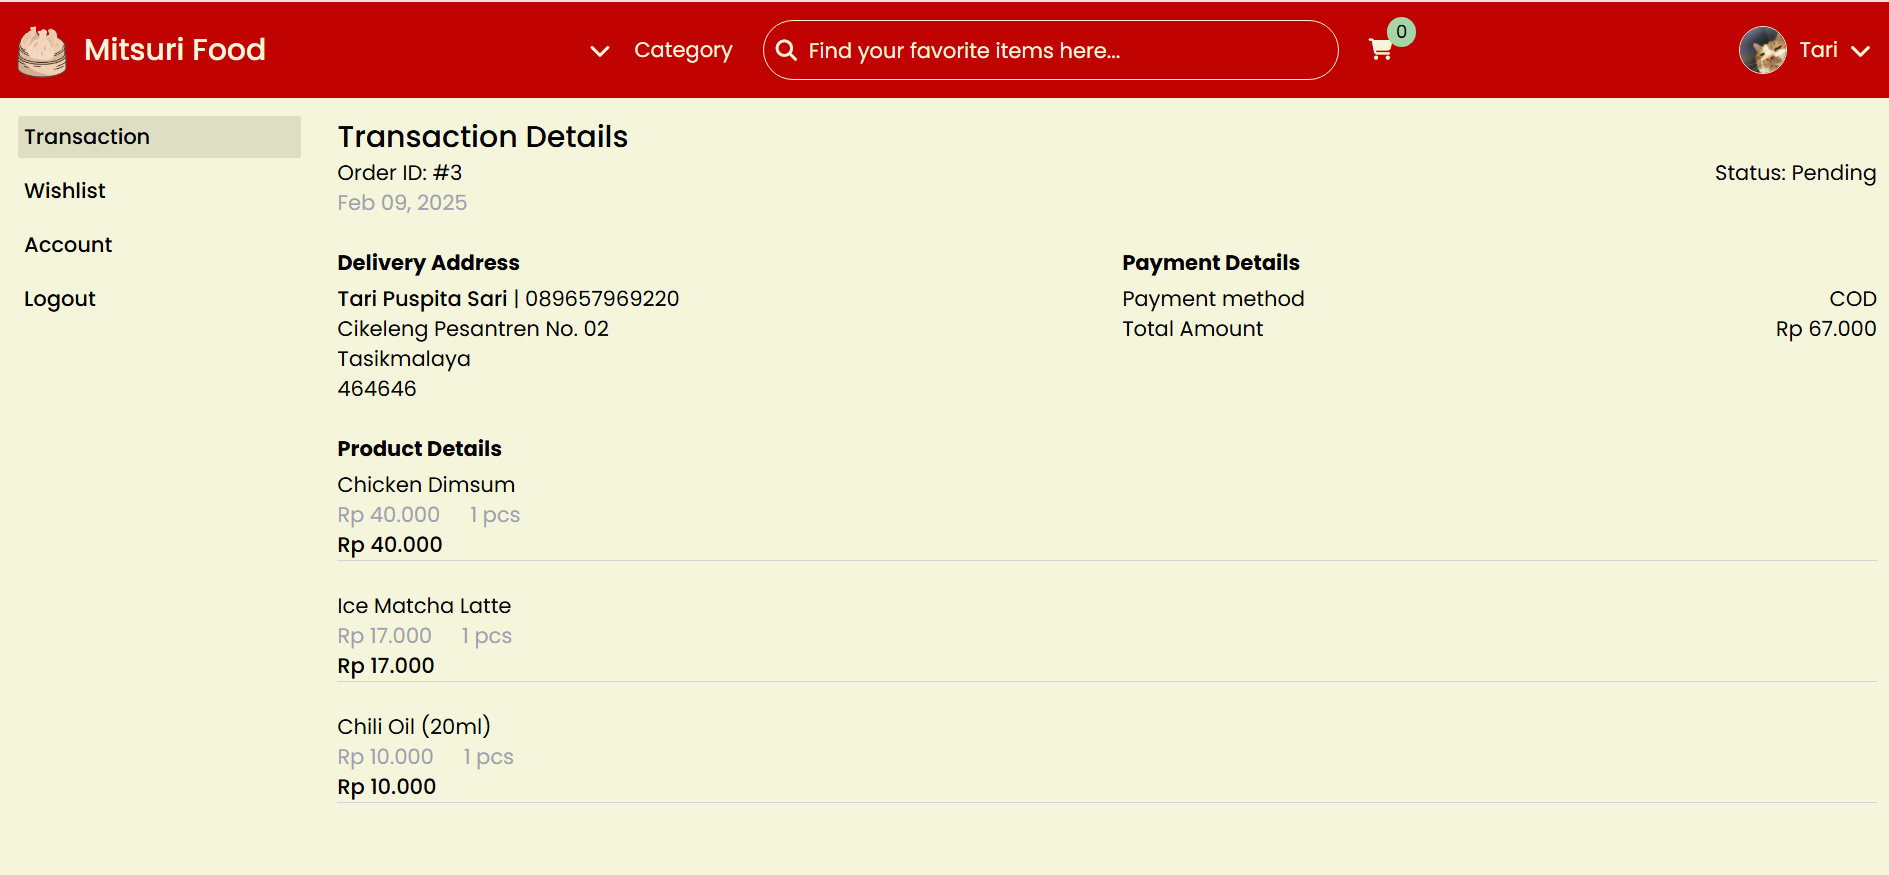 Mitsuri Food
Category
Find your favorite items here...
0
Tari
Transaction
Wishlist
Account
Logout
Transaction Details
Order ID: #3
Status: Pending
Feb 09, 2025
Delivery Address
Tari Puspita Sari | 089657969220
Cikeleng Pesantren No. 02
Tasikmalaya
464646
Payment Details
Payment method COD
Total Amount Rp 67.000
Product Details
Chicken Dimsum
Rp 40.000 1 pcs
Rp 40.000
Ice Matcha Latte
Rp 17.000 1 pcs
Rp 17.000
Chili Oil (20ml)
Rp 10.000 1 pcs
Rp 10.000